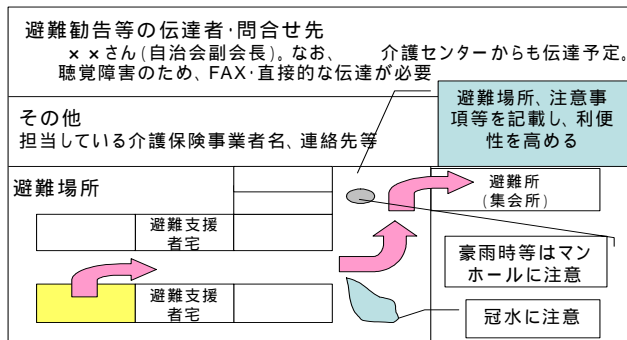 避難勧告等の伝達者・問合せ先
××さん(自治会副会長)。なお、　介護センターからも伝達予定。
聴覚障害のため、FAX・直接的な伝達が必要
その他
担当している介護保険事業者名、連絡先等
避難場所、注意事
項等を記載し、利便
性を高める
避難場所
避難所
(集会所)
避難支援
者宅
豪雨時等はマン
ホールに注意
避難支援
者宅
冠水に注意